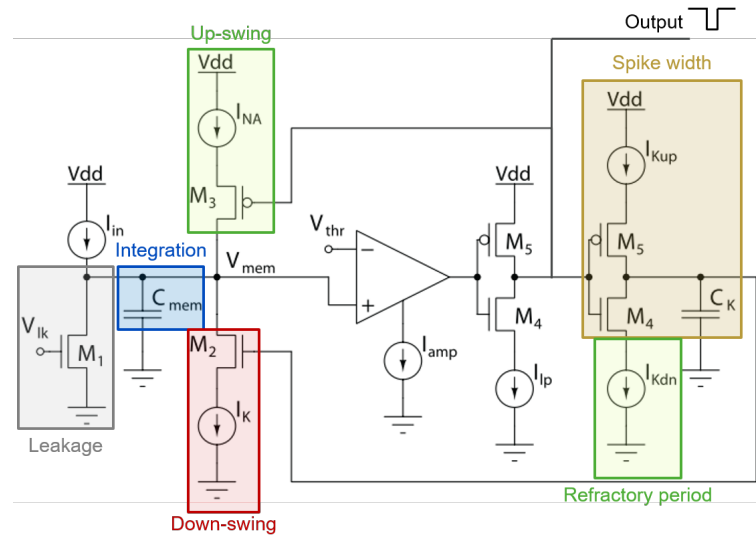 Output
Up-swing
Spike width
Vdd
Vdd
I_NA
I_Kup
M_3
Vdd
Vdd
I_in
V_thr
M_5
M_5
Integration
V_mem
−
C_mem
+
C_K
V_lk
M_1
M_2
M_4
M_4
I_amp
I_lp
I_Kdn
I_K
Leakage
Refractory period
Down-swing